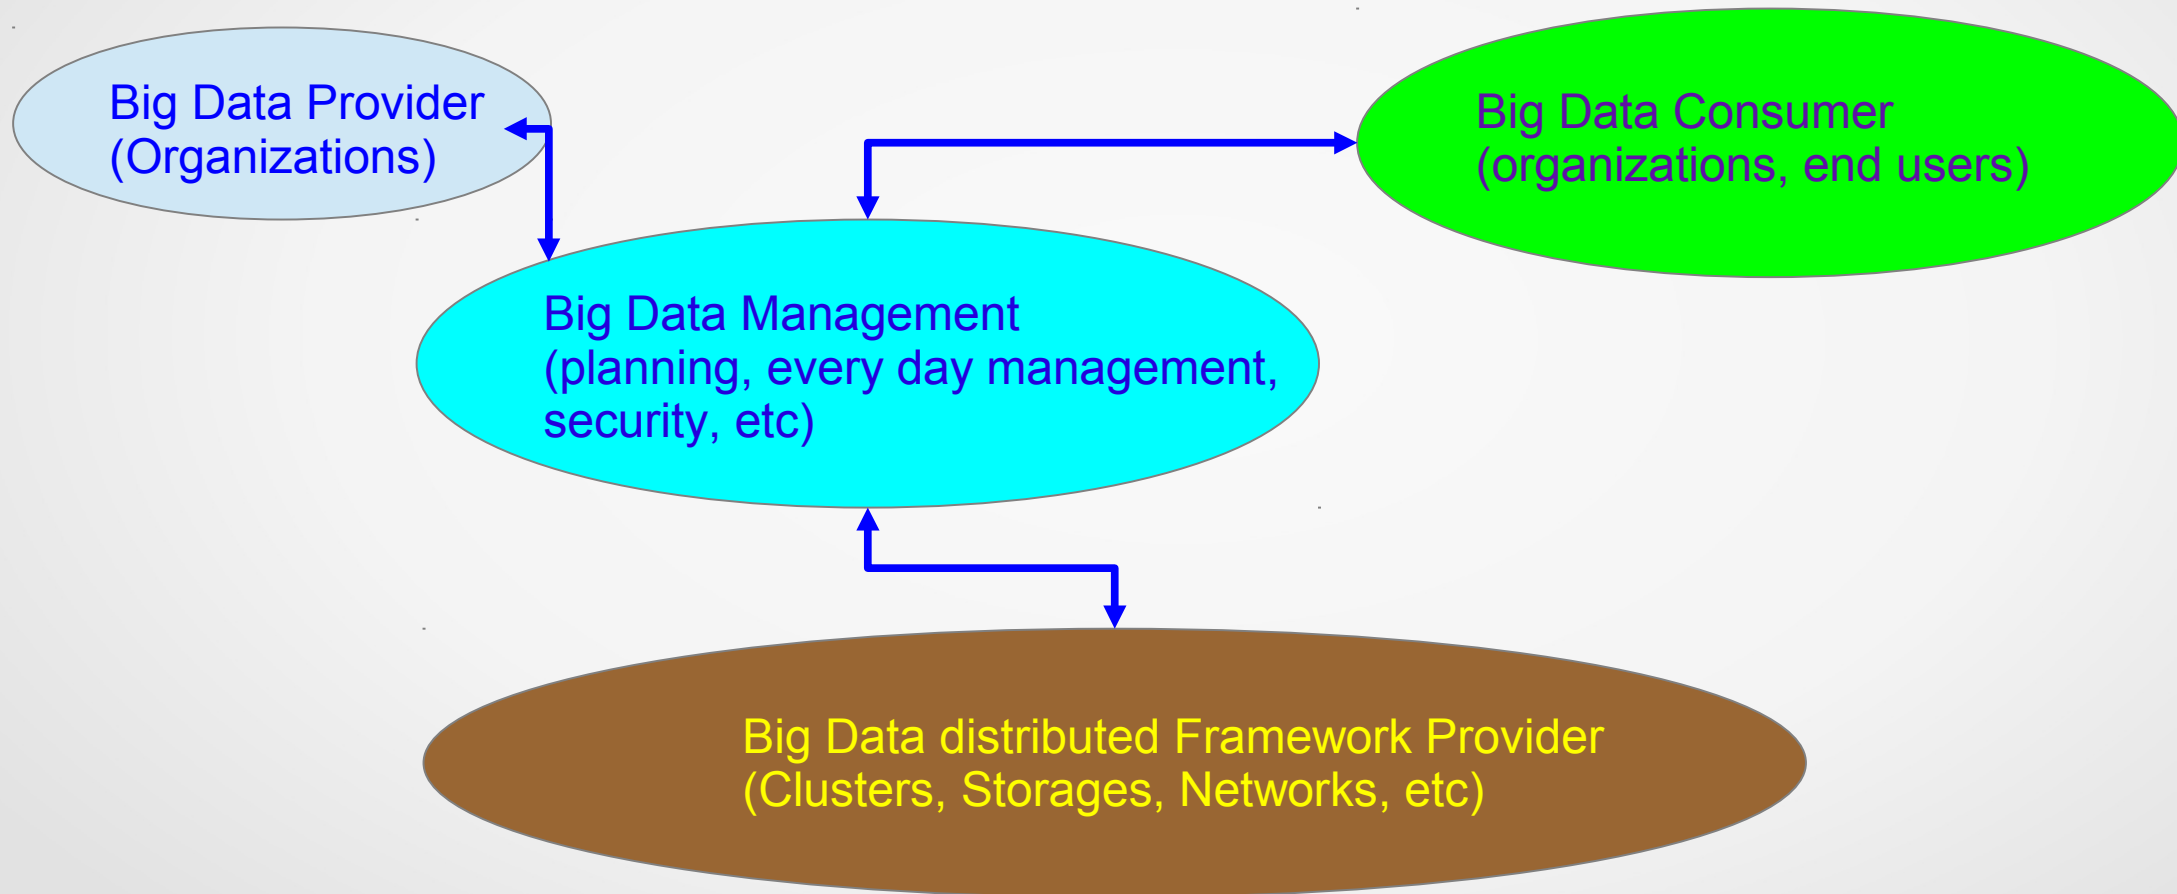 Big Data Provider
(Organizations)
Big Data Consumer
(organizations, end users)
Big Data Management
(planning, every day management,
security, etc)
Big Data distributed Framework Provider
(Clusters, Storages, Networks, etc)